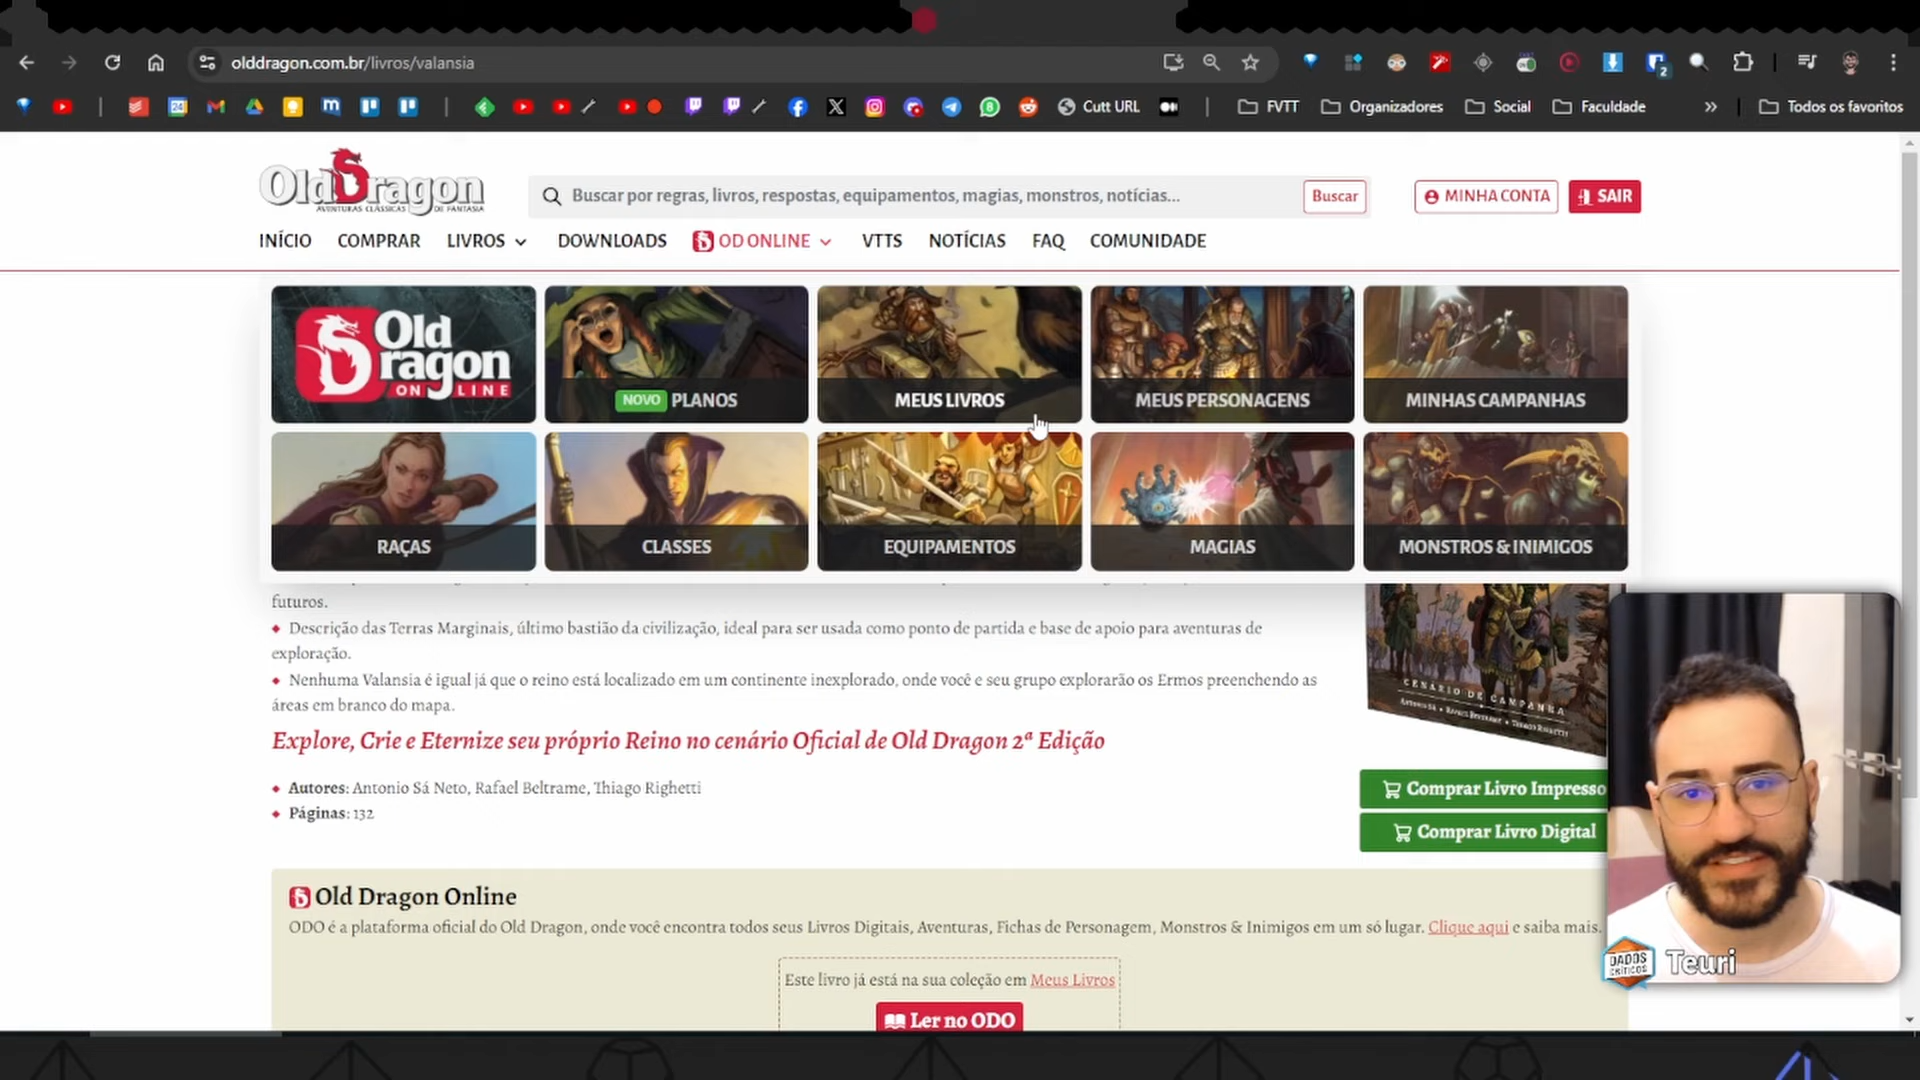 olddragon.com.br/livros/valansia
Cutt URL
FVTT
Organizadores
Social
Faculdade
Todos os favoritos
2
24
8
Old Dragon
AVENTURAS CLÁSSICAS DE FANTASIA
Buscar por regras, livros, respostas, equipamentos, magias, monstros, notícias...
Buscar
MINHA CONTA
SAIR
INÍCIO
COMPRAR
LIVROS
DOWNLOADS
OD ONLINE
VTTS
NOTÍCIAS
FAQ
COMUNIDADE
Old Dragon
ONLINE
NOVO PLANOS
MEUS LIVROS
MEUS PERSONAGENS
MINHAS CAMPANHAS
RAÇAS
CLASSES
EQUIPAMENTOS
MAGIAS
MONSTROS & INIMIGOS
futuros.
Descrição das Terras Marginais, último bastião da civilização, ideal para ser usada como ponto de partida e base de apoio para aventuras de
exploração.
Nenhuma Valansia é igual já que o reino está localizado em um continente inexplorado, onde você e seu grupo explorarão os Ermos preenchendo as
áreas em branco do mapa.
Explore, Crie e Eternize seu próprio Reino no cenário Oficial de Old Dragon 2ª Edição
Autores: Antonio Sá Neto, Rafael Beltrame, Thiago Righetti
Páginas: 132
CENÁRIO DE CAMPANHA
Antonio Sá • Rafael Beltrame • Thiago Righetti
Comprar Livro Impresso
Comprar Livro Digital
Old Dragon Online
ODO é a plataforma oficial do Old Dragon, onde você encontra todos seus Livros Digitais, Aventuras, Fichas de Personagem, Monstros & Inimigos em um só lugar. Clique aqui e saiba mais.
Este livro já está na sua coleção em Meus Livros
Ler no ODO
DADOS CRÍTICOS
Teuri